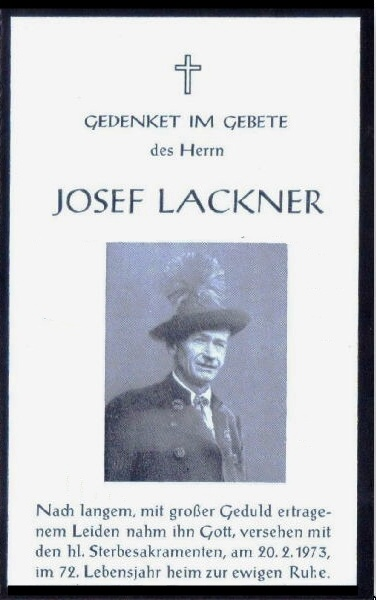 GEDENKET IM GEBETE
des Herrn
JOSEF LACKNER
Nach langem, mit großer Geduld ertrage-
nem Leiden nahm ihn Gott, versehen mit
den hl. Sterbesakramenten, am 20. 2. 1973,
im 72. Lebensjahr heim zur ewigen Ruhe.